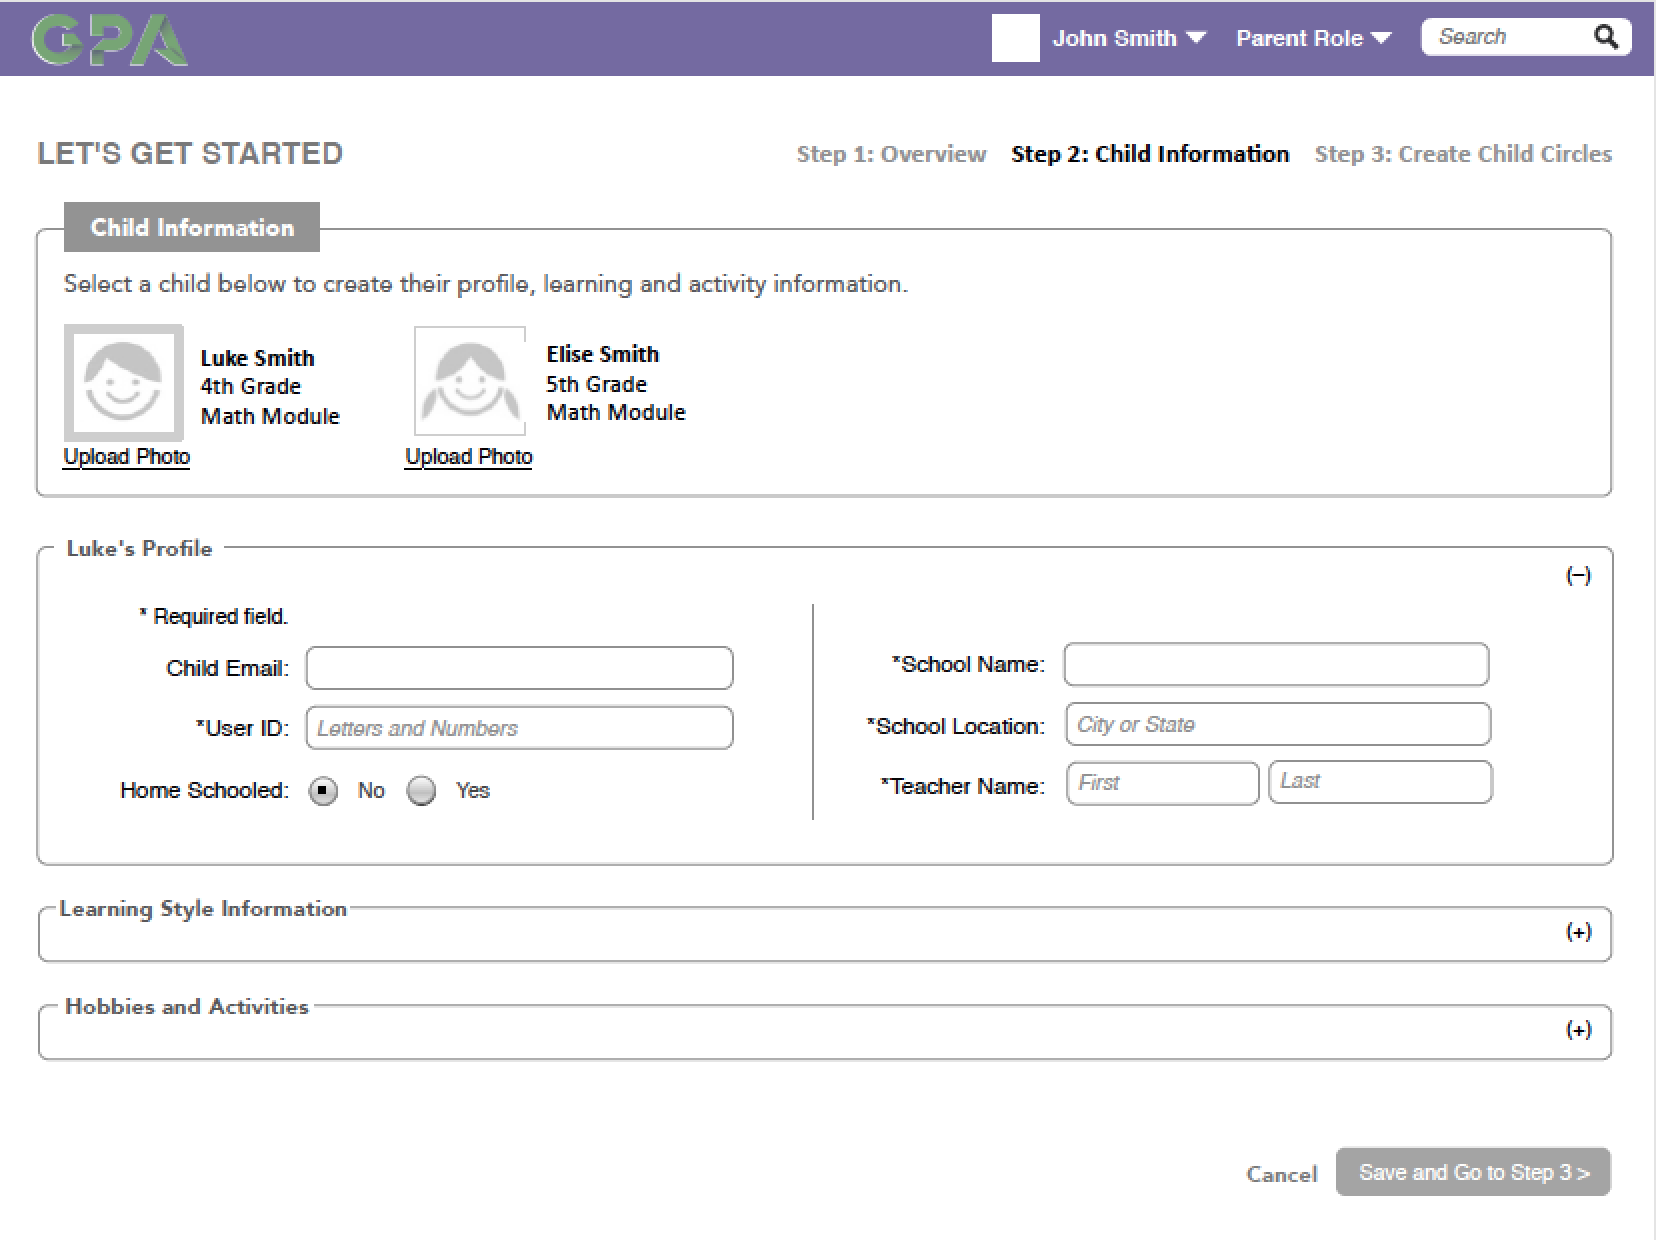 GPA
John Smith Parent Role Search
LET'S GET STARTED
Step 1: Overview Step 2: Child Information Step 3: Create Child Circles
Child Information
Select a child below to create their profile, learning and activity information.
Luke Smith
4th Grade
Math Module
Upload Photo
Elise Smith
5th Grade
Math Module
Upload Photo
Luke's Profile
(–)
* Required field.
Child Email:
*User ID: Letters and Numbers
Home Schooled: No Yes
*School Name:
*School Location: City or State
*Teacher Name: First Last
Learning Style Information
(+)
Hobbies and Activities
(+)
Cancel Save and Go to Step 3 >